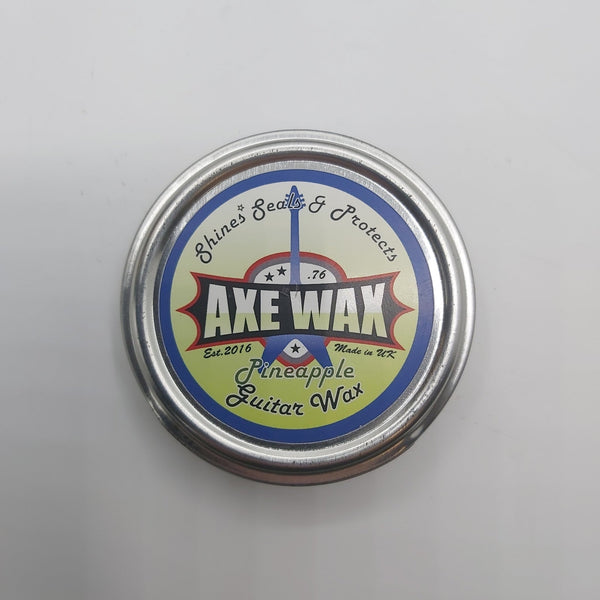 Shines Seals & Protects
.76
AXE WAX
Est.2016 Made in UK
Pineapple
Guitar Wax